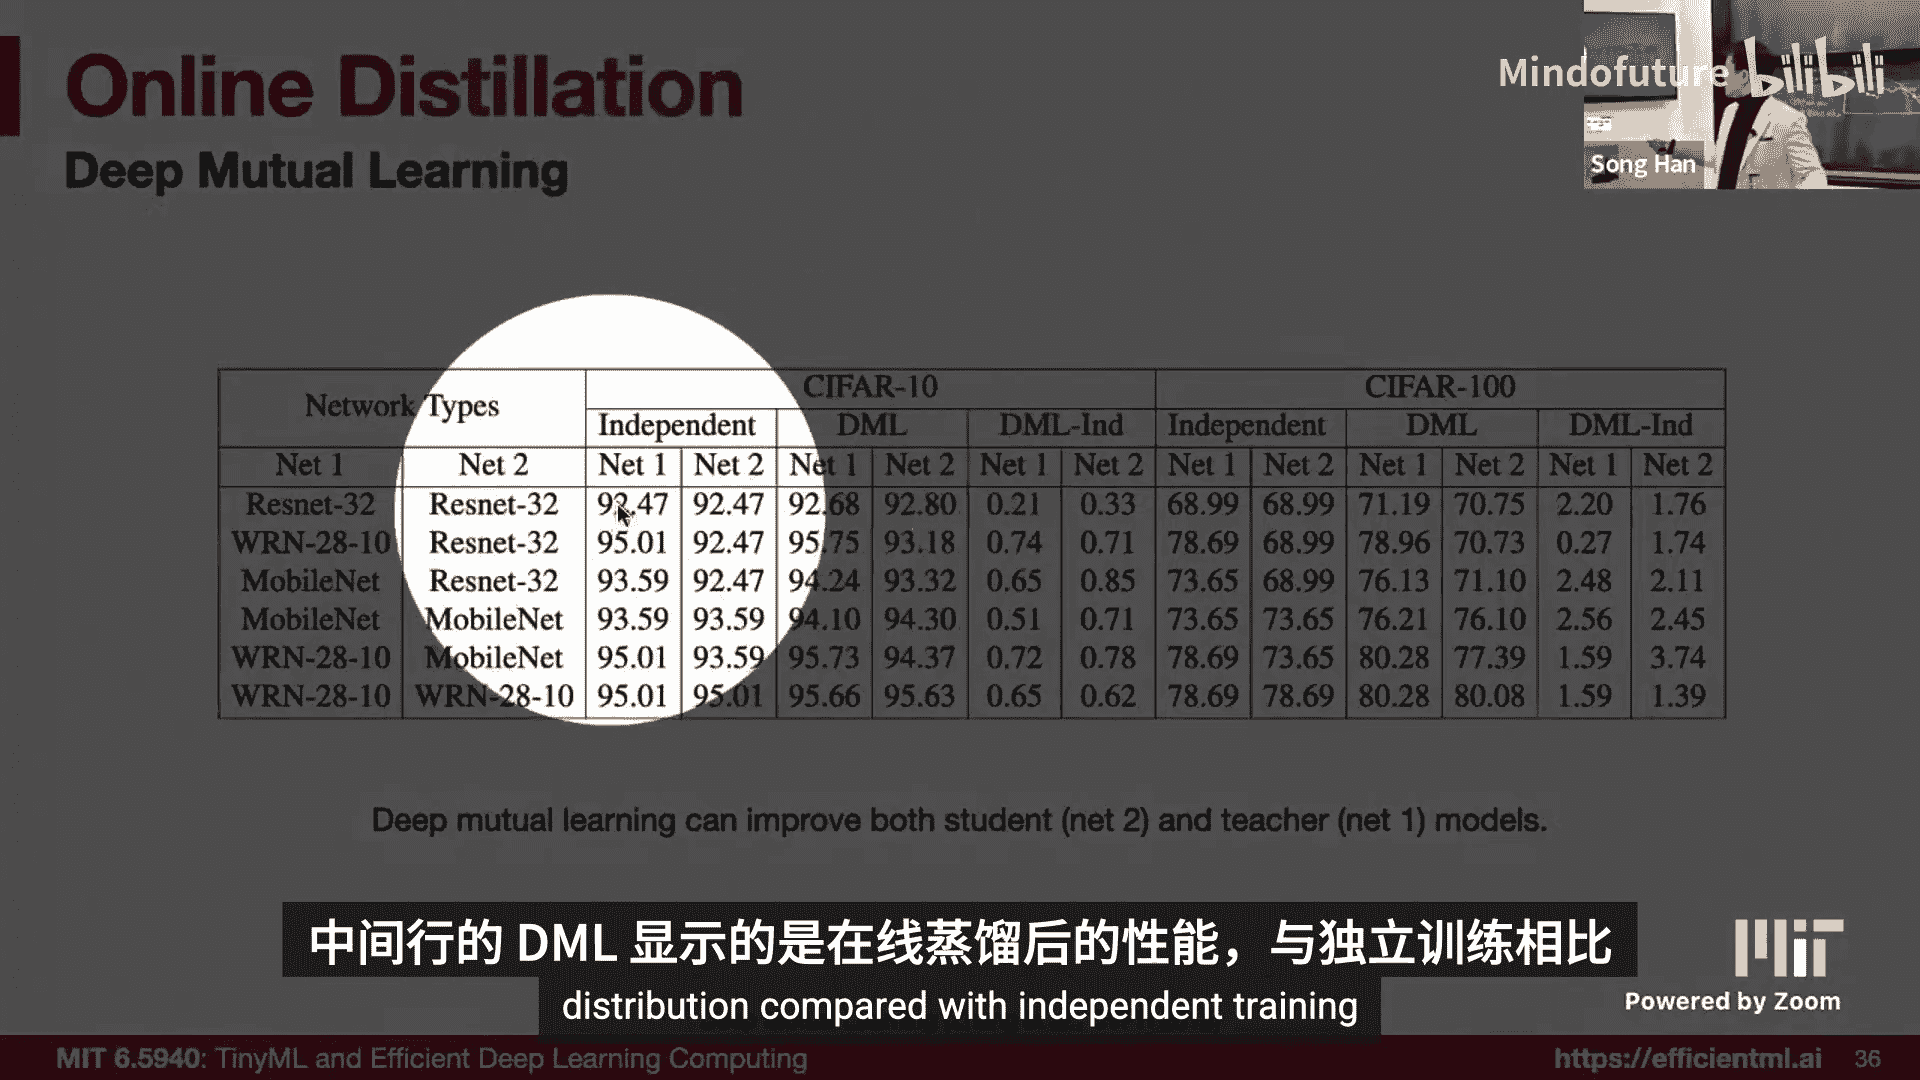 Online Distillation
Deep Mutual Learning
Mindofuture bilibili
Song Han
Network Types CIFAR-10 CIFAR-100
Independent DML DML-Ind Independent DML DML-Ind
Net 1 Net 2 Net 1 Net 2 Net 1 Net 2 Net 1 Net 2 Net 1 Net 2 Net 1 Net 2 Net 1 Net 2
Resnet-32 Resnet-32 92.47 92.47 92.68 92.80 0.21 0.33 68.99 68.99 71.19 70.75 2.20 1.76
WRN-28-10 Resnet-32 95.01 92.47 95.75 93.18 0.74 0.71 78.69 68.99 78.96 70.73 0.27 1.74
MobileNet Resnet-32 93.59 92.47 94.24 93.32 0.65 0.85 73.65 68.99 76.13 71.10 2.48 2.11
MobileNet MobileNet 93.59 93.59 94.10 94.30 0.51 0.71 73.65 73.65 76.21 76.10 2.56 2.45
WRN-28-10 MobileNet 95.01 93.59 95.73 94.37 0.72 0.78 78.69 73.65 80.28 77.39 1.59 3.74
WRN-28-10 WRN-28-10 95.01 95.01 95.66 95.63 0.65 0.62 78.69 78.69 80.28 80.08 1.59 1.39
Deep mutual learning can improve both student (net 2) and teacher (net 1) models.
中间行的 DML 显示的是在线蒸馏后的性能，与独立训练相比
distribution compared with independent training
MiT
Powered by Zoom
MIT 6.5940: TinyML and Efficient Deep Learning Computing
https://efficientml.ai 36